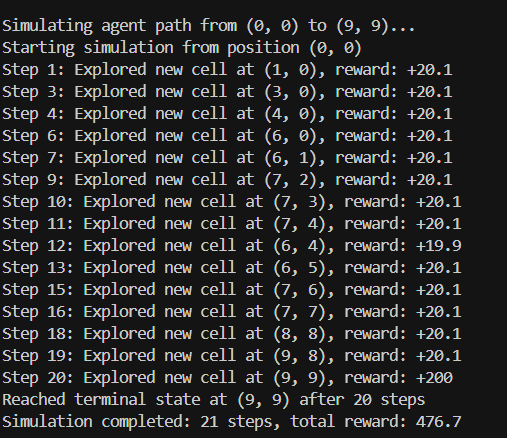 Simulating agent path from (0, 0) to (9, 9)...
Starting simulation from position (0, 0)
Step 1: Explored new cell at (1, 0), reward: +20.1
Step 3: Explored new cell at (3, 0), reward: +20.1
Step 4: Explored new cell at (4, 0), reward: +20.1
Step 6: Explored new cell at (6, 0), reward: +20.1
Step 7: Explored new cell at (6, 1), reward: +20.1
Step 9: Explored new cell at (7, 2), reward: +20.1
Step 10: Explored new cell at (7, 3), reward: +20.1
Step 11: Explored new cell at (7, 4), reward: +20.1
Step 12: Explored new cell at (6, 4), reward: +19.9
Step 13: Explored new cell at (6, 5), reward: +20.1
Step 15: Explored new cell at (7, 6), reward: +20.1
Step 16: Explored new cell at (7, 7), reward: +20.1
Step 18: Explored new cell at (8, 8), reward: +20.1
Step 19: Explored new cell at (9, 8), reward: +20.1
Step 20: Explored new cell at (9, 9), reward: +200
Reached terminal state at (9, 9) after 20 steps
Simulation completed: 21 steps, total reward: 476.7